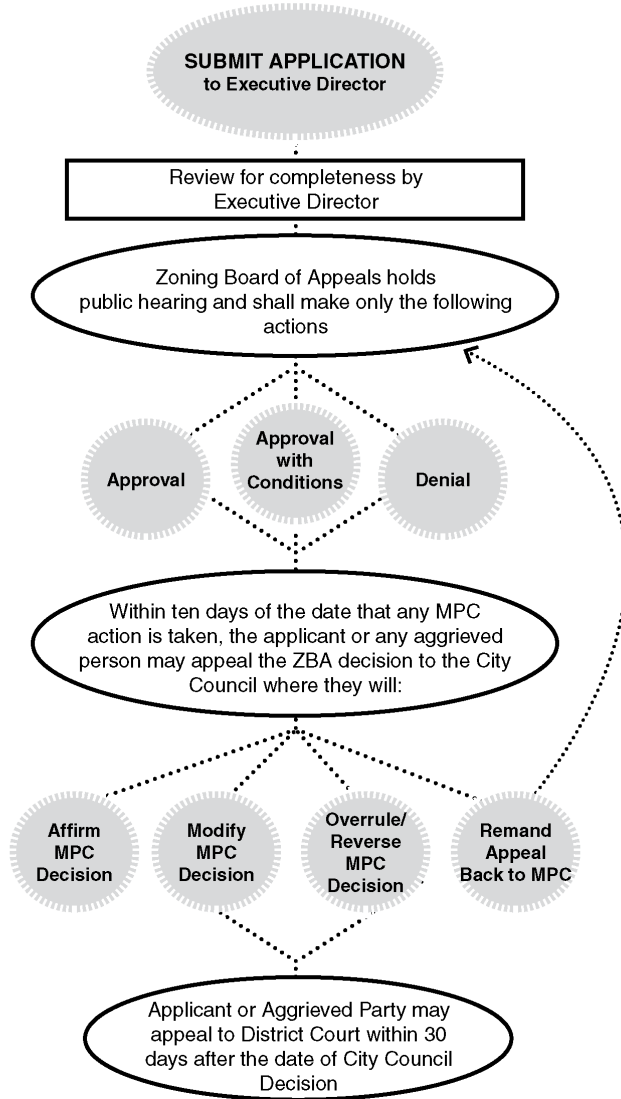 SUBMIT APPLICATION
to Executive Director
Review for completeness by
Executive Director
Zoning Board of Appeals holds
public hearing and shall make only the following
actions
Approval
Approval
with
Conditions
Denial
Within ten days of the date that any MPC
action is taken, the applicant or any aggrieved
person may appeal the ZBA decision to the City
Council where they will:
Affirm
MPC
Decision
Modify
MPC
Decision
Overrule/
Reverse
MPC
Decision
Remand
Appeal
Back to MPC
Applicant or Aggrieved Party may
appeal to District Court within 30
days after the date of City Council
Decision